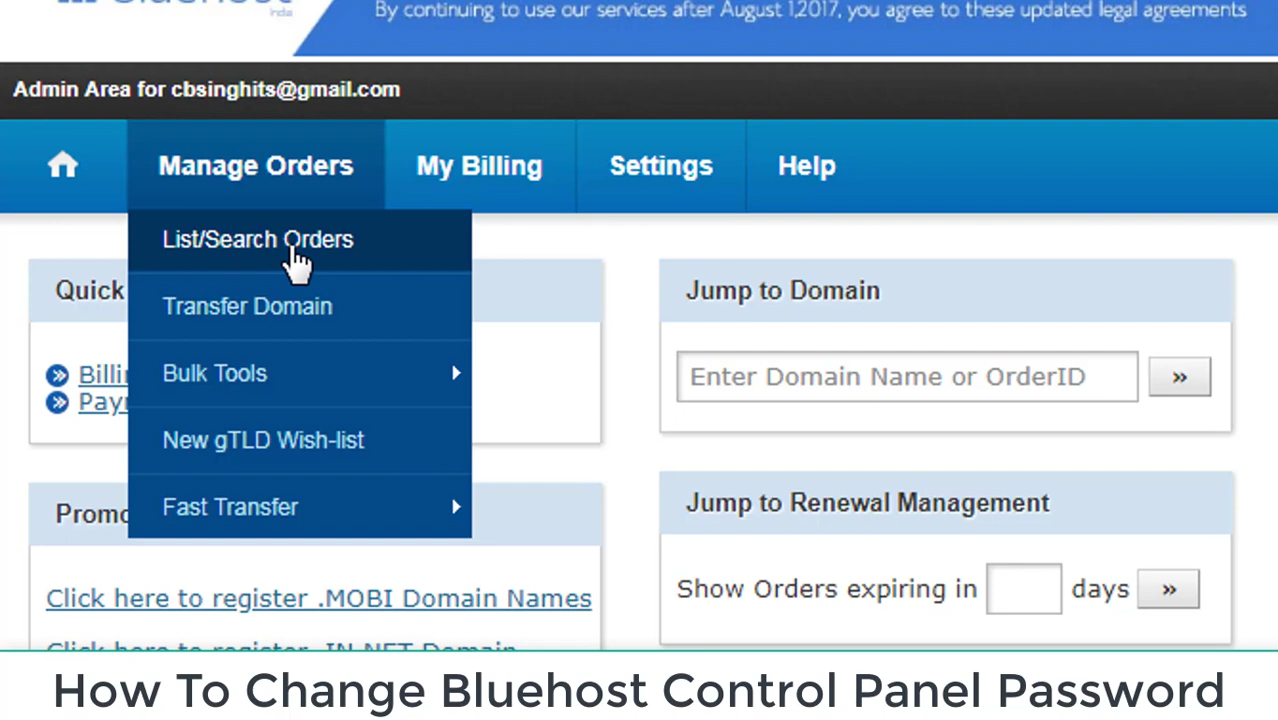 india
By continuing to use our services after August 1,2017, you agree to these updated legal agreements
Admin Area for cbsinghits@gmail.com
Manage Orders
My Billing
Settings
Help
List/Search Orders
Transfer Domain
Bulk Tools
New gTLD Wish-list
Fast Transfer
Quick
Click here to register .MOBI Domain Names
Jump to Domain
Enter Domain Name or OrderID
»
Jump to Renewal Management
Show Orders expiring in days »
How To Change Bluehost Control Panel Password